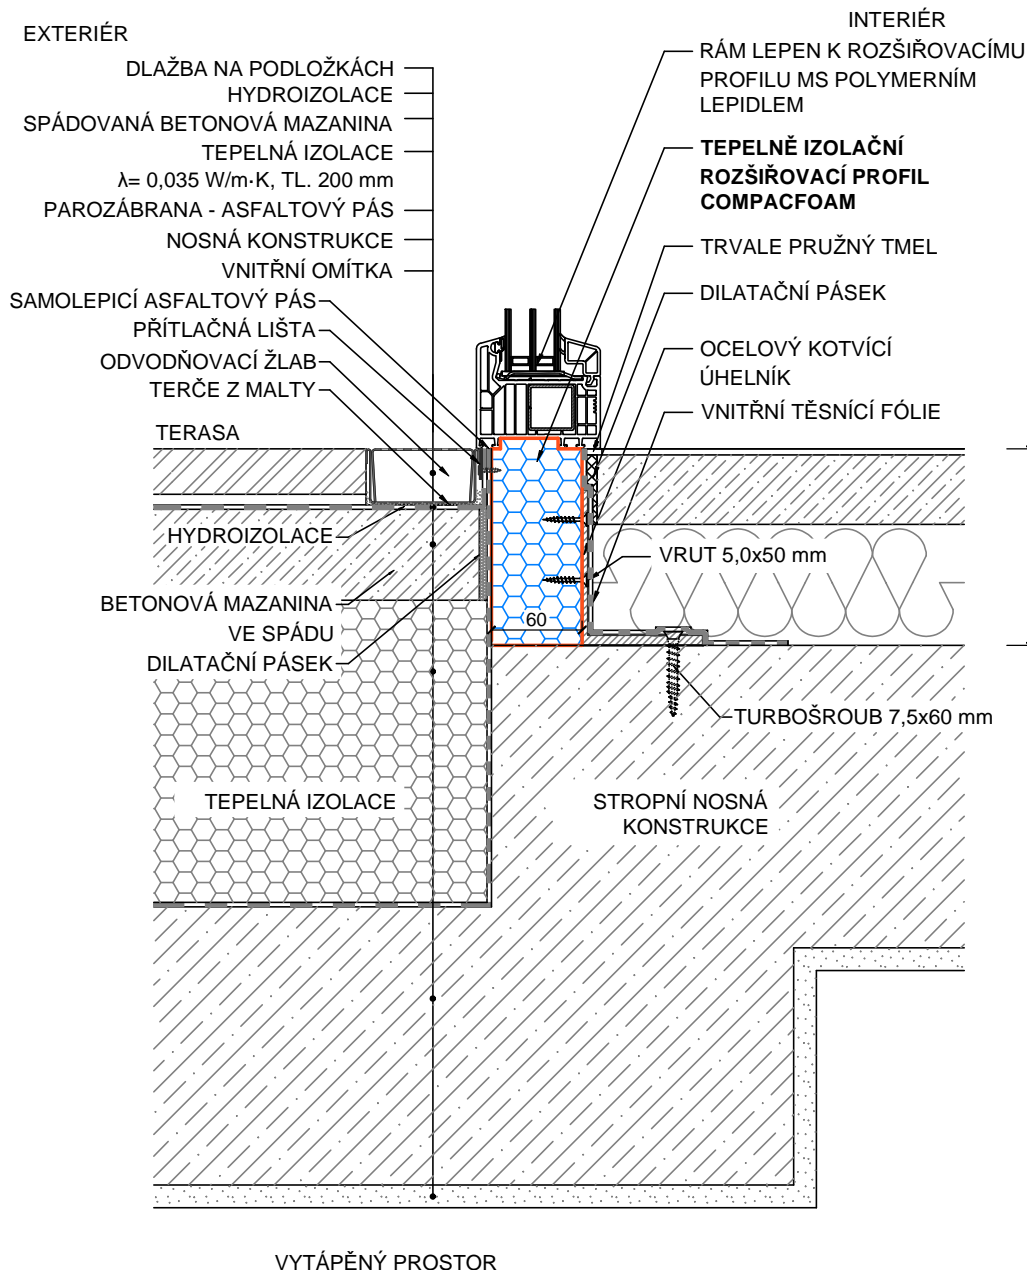 EXTERIÉR
DLAŽBA NA PODLOŽKÁCH
HYDROIZOLACE
SPÁDOVANÁ BETONOVÁ MAZANINA
TEPELNÁ IZOLACE
λ= 0,035 W/m·K, TL. 200 mm
PAROZÁBRANA - ASFALTOVÝ PÁS
NOSNÁ KONSTRUKCE
VNITŘNÍ OMÍTKA
SAMOLEPICÍ ASFALTOVÝ PÁS
PŘÍTLAČNÁ LIŠTA
ODVODŇOVACÍ ŽLAB
TERČE Z MALTY
TERASA
INTERIÉR
RÁM LEPEN K ROZŠIŘOVACÍMU
PROFILU MS POLYMERNÍM
LEPIDLEM
TEPELNĚ IZOLAČNÍ
ROZŠIŘOVACÍ PROFIL
COMPACFOAM
TRVALE PRUŽNÝ TMEL
DILATAČNÍ PÁSEK
OCELOVÝ KOTVÍCÍ
ÚHELNÍK
VNITŘNÍ TĚSNÍCÍ FÓLIE
HYDROIZOLACE
BETONOVÁ MAZANINA
VE SPÁDU
DILATAČNÍ PÁSEK
60
VRUT 5,0x50 mm
TURBOŠROUB 7,5x60 mm
TEPELNÁ IZOLACE
STROPNÍ NOSNÁ
KONSTRUKCE
VYTÁPĚNÝ PROSTOR